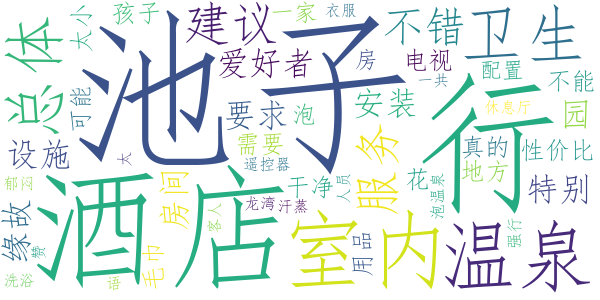 总体
池子
酒店
行
室内
温泉
卫生
不错
建议
爱好者
服务
房间
设施
缘故
特别
安装
要求
电视
性价比
园
花
毛巾
干净
用品
真的
地方
不能
配置
需要
可能
孩子
一家
衣服
太小
房
泡
一共
休息厅
遥控器
太
郁闷
赞
洗浴
语
客人
龙湾
汗蒸
人员
泡温泉
强行